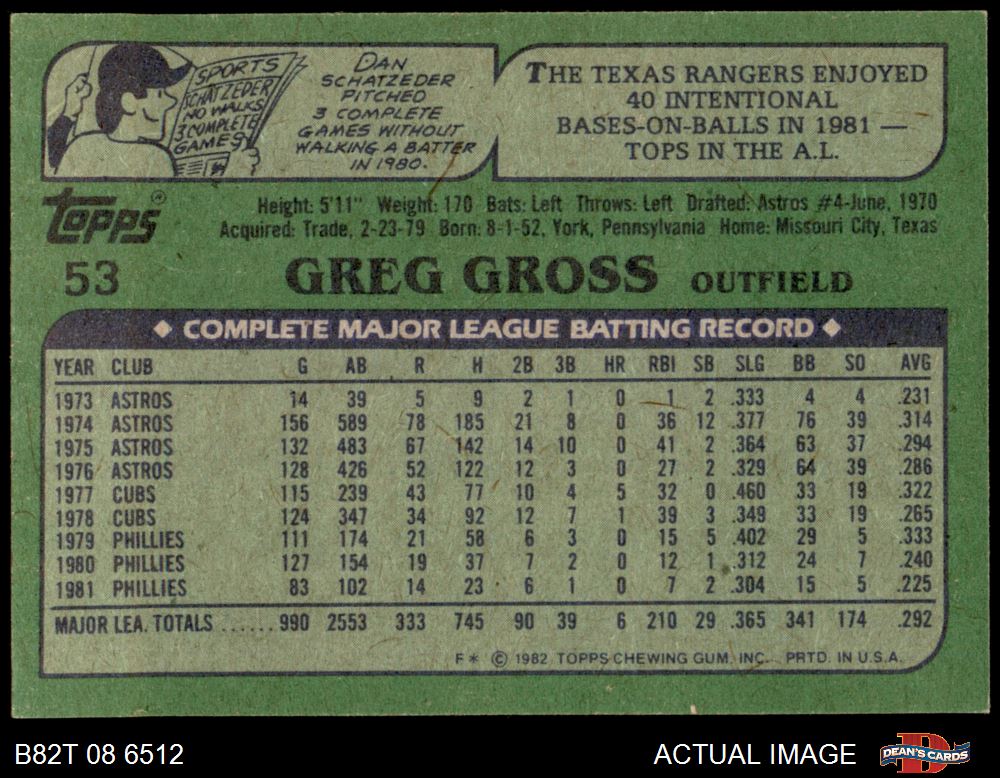 SPORTS
SCHATZEDER
NO WALKS
3 COMPLETE
GAMES
DAN
SCHATZEDER
PITCHED
3 COMPLETE
GAMES WITHOUT
WALKING A BATTER
IN 1980.
THE TEXAS RANGERS ENJOYED
40 INTENTIONAL
BASES-ON-BALLS IN 1981 —
TOPS IN THE A.L.
TOPPS®
Height: 5'11" Weight: 170 Bats: Left Throws: Left Drafted: Astros #4-June, 1970
Acquired: Trade, 2-23-79 Born: 8-1-52, York, Pennsylvania Home: Missouri City, Texas
53 GREG GROSS OUTFIELD
◆ COMPLETE MAJOR LEAGUE BATTING RECORD ◆
YEAR CLUB G AB R H 2B 3B HR RBI SB SLG BB SO AVG
1973 ASTROS 14 39 5 9 2 1 0 1 2 .333 4 4 .231
1974 ASTROS 156 589 78 185 21 8 0 36 12 .377 76 39 .314
1975 ASTROS 132 483 67 142 14 10 0 41 2 .364 63 37 .294
1976 ASTROS 128 426 52 122 12 3 0 27 2 .329 64 39 .286
1977 CUBS 115 239 43 77 10 4 5 32 0 .460 33 19 .322
1978 CUBS 124 347 34 92 12 7 1 39 3 .349 33 19 .265
1979 PHILLIES 111 174 21 58 6 3 0 15 5 .402 29 5 .333
1980 PHILLIES 127 154 19 37 7 2 0 12 1 .312 24 7 .240
1981 PHILLIES 83 102 14 23 6 1 0 7 2 .304 15 5 .225
MAJOR LEA. TOTALS ......990 2553 333 745 90 39 6 210 29 .365 341 174 .292
F* © 1982 TOPPS CHEWING GUM, INC. PRTD. IN U.S.A.
B82T 08 6512
ACTUAL IMAGE
D
DEAN'S CARDS